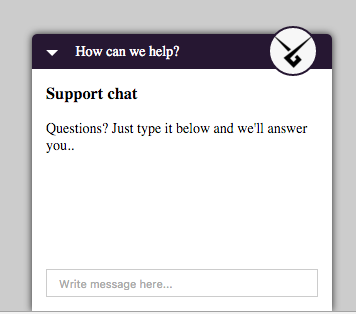 How can we help?
Support chat
Questions? Just type it below and we'll answer
you..
Write message here...